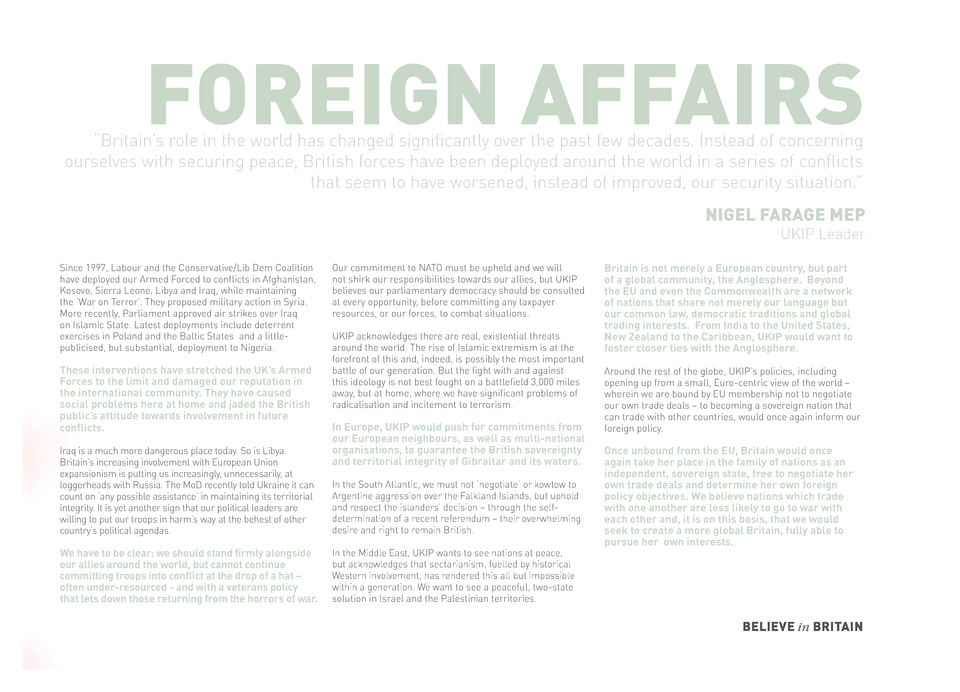 FOREIGN AFFAIRS
“Britain’s role in the world has changed significantly over the past few decades. Instead of concerning
ourselves with securing peace, British forces have been deployed around the world in a series of conflicts
that seem to have worsened, instead of improved, our security situation.”
NIGEL FARAGE MEP
UKIP Leader
Since 1997, Labour and the Conservative/Lib Dem Coalition
have deployed our Armed Forced to conflicts in Afghanistan,
Kosovo, Sierra Leone, Libya and Iraq, while maintaining
the ‘War on Terror’. They proposed military action in Syria.
More recently, Parliament approved air strikes over Iraq
on Islamic State. Latest deployments include deterrent
exercises in Poland and the Baltic States and a little-
publicised, but substantial, deployment to Nigeria.
These interventions have stretched the UK’s Armed
Forces to the limit and damaged our reputation in
the international community. They have caused
social problems here at home and jaded the British
public’s attitude towards involvement in future
conflicts.
Iraq is a much more dangerous place today. So is Libya.
Britain’s increasing involvement with European Union
expansionism is putting us increasingly, unnecessarily, at
loggerheads with Russia. The MoD recently told Ukraine it can
count on ‘any possible assistance’ in maintaining its territorial
integrity. It is yet another sign that our political leaders are
willing to put our troops in harm’s way at the behest of other
country’s political agendas.
We have to be clear: we should stand firmly alongside
our allies around the world, but cannot continue
committing troops into conflict at the drop of a hat –
often under-resourced - and with a veterans policy
that lets down those returning from the horrors of war.
Our commitment to NATO must be upheld and we will
not shirk our responsibilities towards our allies, but UKIP
believes our parliamentary democracy should be consulted
at every opportunity, before committing any taxpayer
resources, or our forces, to combat situations.
UKIP acknowledges there are real, existential threats
around the world. The rise of Islamic extremism is at the
forefront of this and, indeed, is possibly the most important
battle of our generation. But the fight with and against
this ideology is not best fought on a battlefield 3,000 miles
away, but at home, where we have significant problems of
radicalisation and incitement to terrorism.
In Europe, UKIP would push for commitments from
our European neighbours, as well as multi-national
organisations, to guarantee the British sovereignty
and territorial integrity of Gibraltar and its waters.
In the South Atlantic, we must not ‘negotiate’ or kowtow to
Argentine aggression over the Falkland Islands, but uphold
and respect the islanders’ decision – through the self-
determination of a recent referendum – their overwhelming
desire and right to remain British.
In the Middle East, UKIP wants to see nations at peace,
but acknowledges that sectarianism, fuelled by historical
Western involvement, has rendered this all but impossible
within a generation. We want to see a peaceful, two-state
solution in Israel and the Palestinian territories.
Britain is not merely a European country, but part
of a global community, the Anglosphere. Beyond
the EU and even the Commonwealth are a network
of nations that share not merely our language but
our common law, democratic traditions and global
trading interests. From India to the United States,
New Zealand to the Caribbean, UKIP would want to
foster closer ties with the Anglosphere.
Around the rest of the globe, UKIP’s policies, including
opening up from a small, Euro-centric view of the world –
wherein we are bound by EU membership not to negotiate
our own trade deals – to becoming a sovereign nation that
can trade with other countries, would once again inform our
foreign policy.
Once unbound from the EU, Britain would once
again take her place in the family of nations as an
independent, sovereign state, free to negotiate her
own trade deals and determine her own foreign
policy objectives. We believe nations which trade
with one another are less likely to go to war with
each other and, it is on this basis, that we would
seek to create a more global Britain, fully able to
pursue her own interests.
BELIEVE in BRITAIN